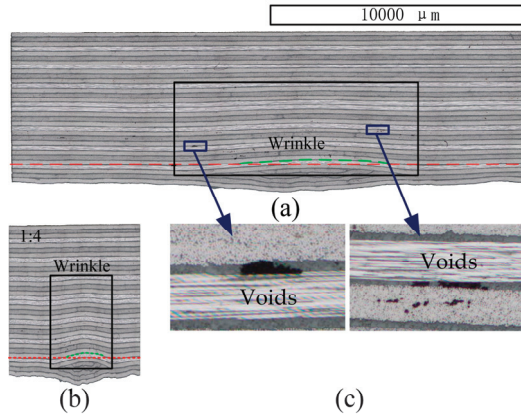 10000 μm
Wrinkle
(a)
1:4
Wrinkle
Voids
Voids
(b)
(c)